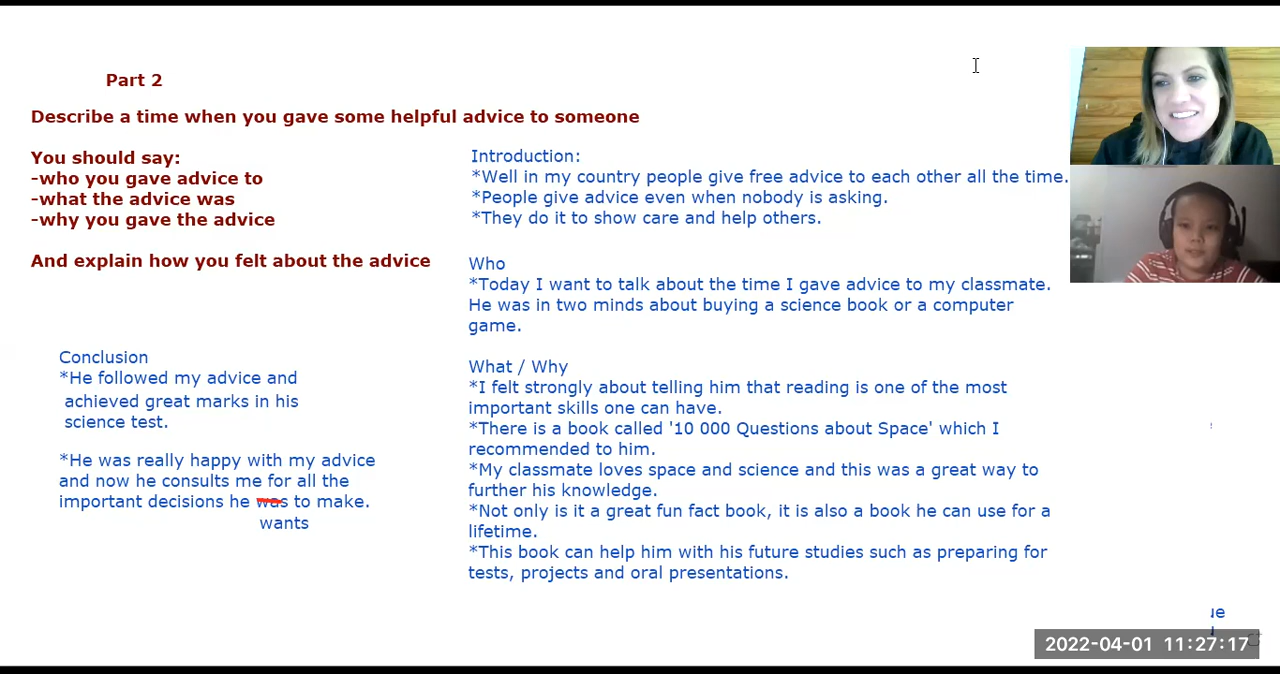 Part 2
Describe a time when you gave some helpful advice to someone
You should say:
-who you gave advice to
-what the advice was
-why you gave the advice
And explain how you felt about the advice
Introduction:
*Well in my country people give free advice to each other all the time.
*People give advice even when nobody is asking.
*They do it to show care and help others.
Who
*Today I want to talk about the time I gave advice to my classmate.
He was in two minds about buying a science book or a computer
game.
What / Why
*I felt strongly about telling him that reading is one of the most
important skills one can have.
*There is a book called '10 000 Questions about Space' which I
recommended to him.
*My classmate loves space and science and this was a great way to
further his knowledge.
*Not only is it a great fun fact book, it is also a book he can use for a
lifetime.
*This book can help him with his future studies such as preparing for
tests, projects and oral presentations.
Conclusion
*He followed my advice and
achieved great marks in his
science test.
*He was really happy with my advice
and now he consults me for all the
important decisions he was to make.
wants
2022-04-01 11:27:17